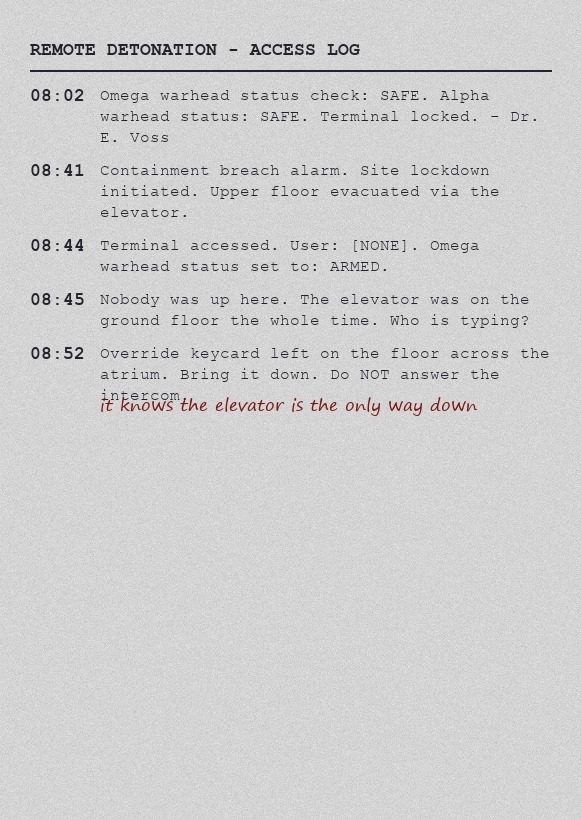 REMOTE DETONATION - ACCESS LOG
08:02 Omega warhead status check: SAFE. Alpha
warhead status: SAFE. Terminal locked. - Dr.
E. Voss
08:41 Containment breach alarm. Site lockdown
initiated. Upper floor evacuated via the
elevator.
08:44 Terminal accessed. User: [NONE]. Omega
warhead status set to: ARMED.
08:45 Nobody was up here. The elevator was on the
ground floor the whole time. Who is typing?
08:52 Override keycard left on the floor across the
atrium. Bring it down. Do NOT answer the
intercom.
it knows the elevator is the only way down